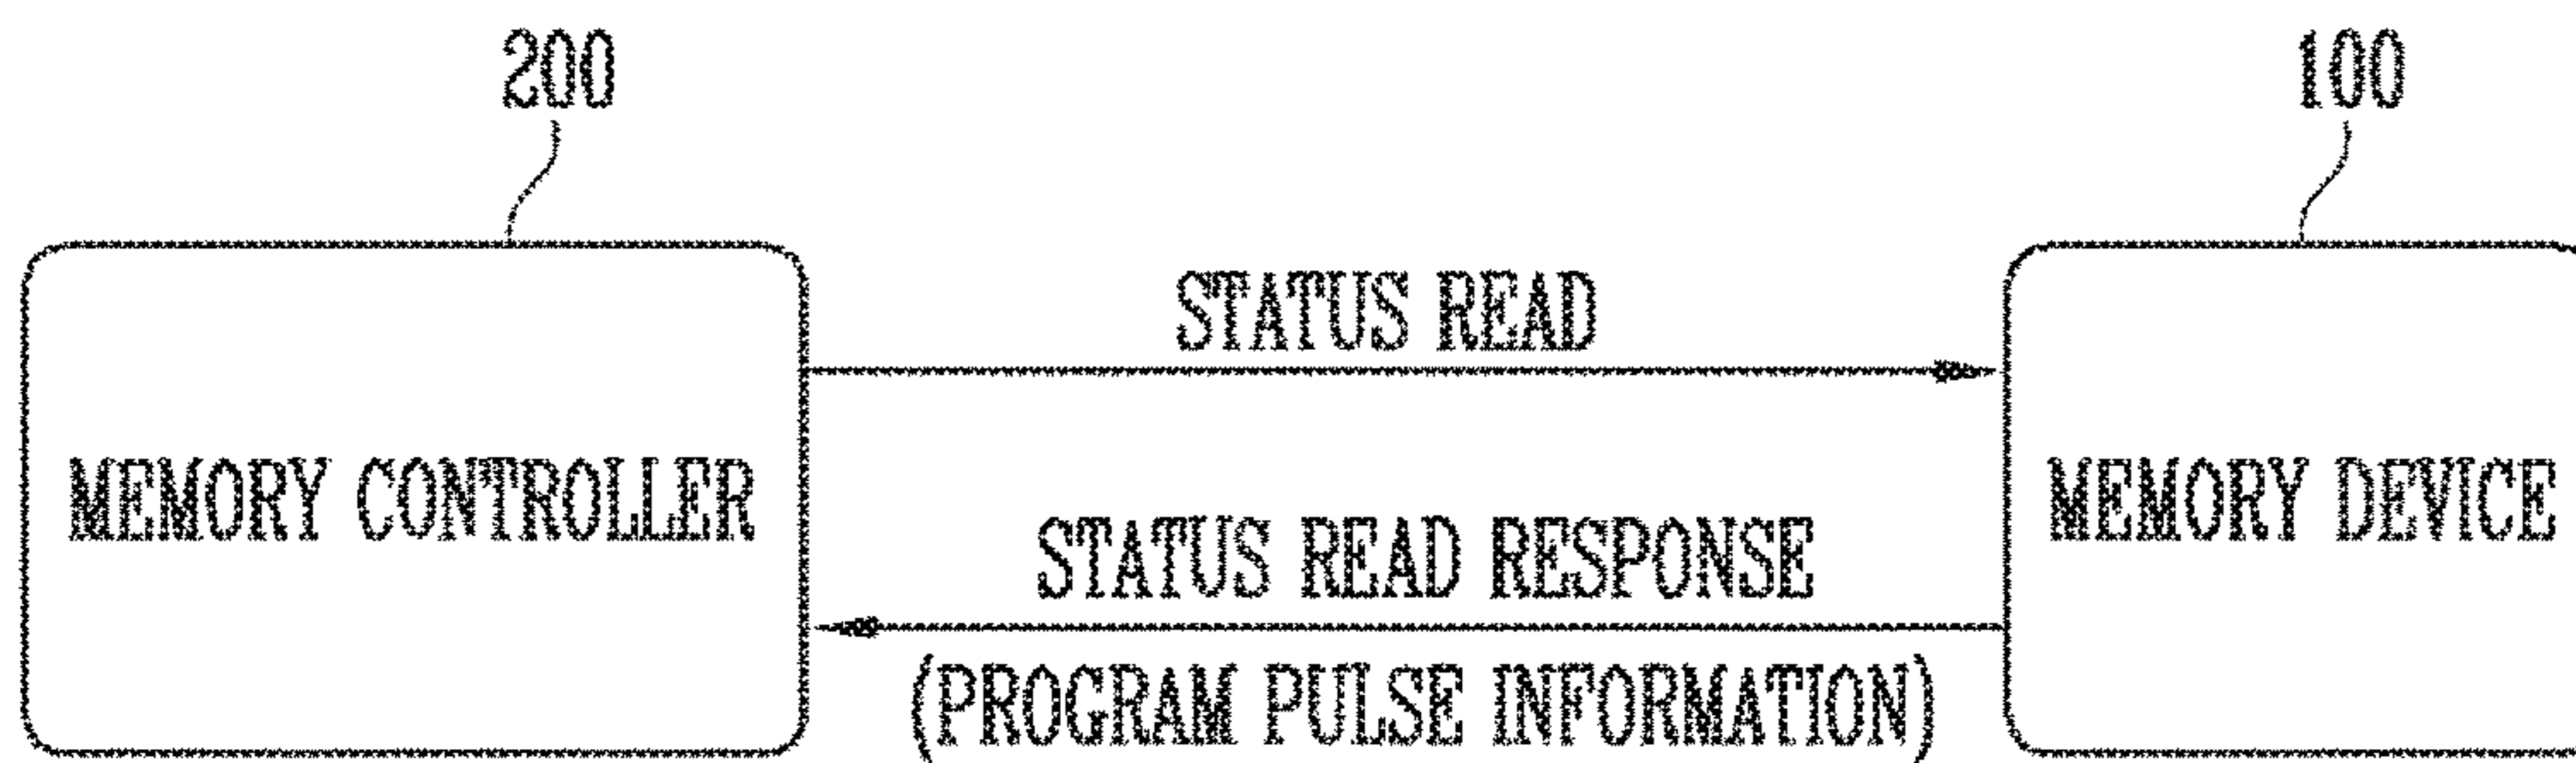 200
100
STATUS READ
MEMORY CONTROLLER
MEMORY DEVICE
STATUS READ RESPONSE
(PROGRAM PULSE INFORMATION)